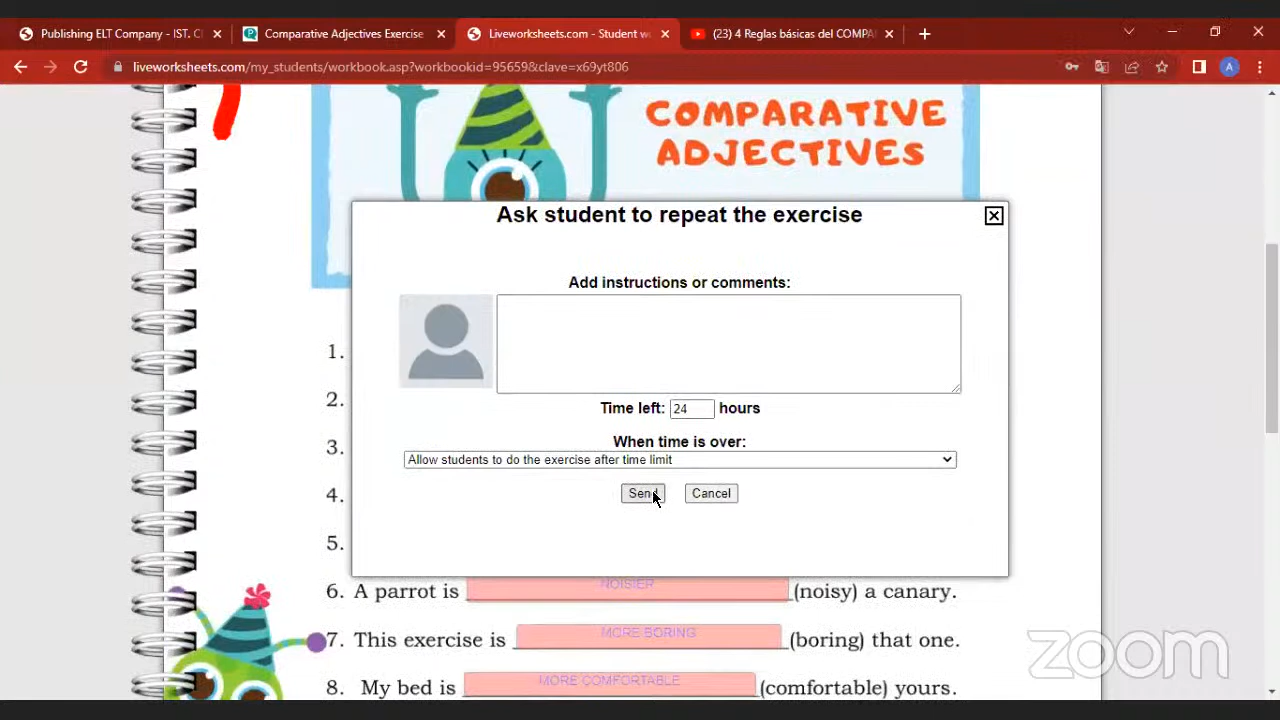 Publishing ELT Company - IST. C
Comparative Adjectives Exercise
Liveworksheets.com - Student w
(23) 4 Reglas básicas del COMPA
liveworksheets.com/my_students/workbook.asp?workbookid=95659&clave=x69yt806
A
COMPARATIVE
ADJECTIVES
Ask student to repeat the exercise
Add instructions or comments:
Time left: 24 hours
When time is over:
Allow students to do the exercise after time limit
Send Cancel
1.
2.
3.
4.
5.
6. A parrot is NOISIER (noisy) a canary.
7. This exercise is MORE BORING (boring) that one.
8. My bed is MORE COMFORTABLE (comfortable) yours.
zoom